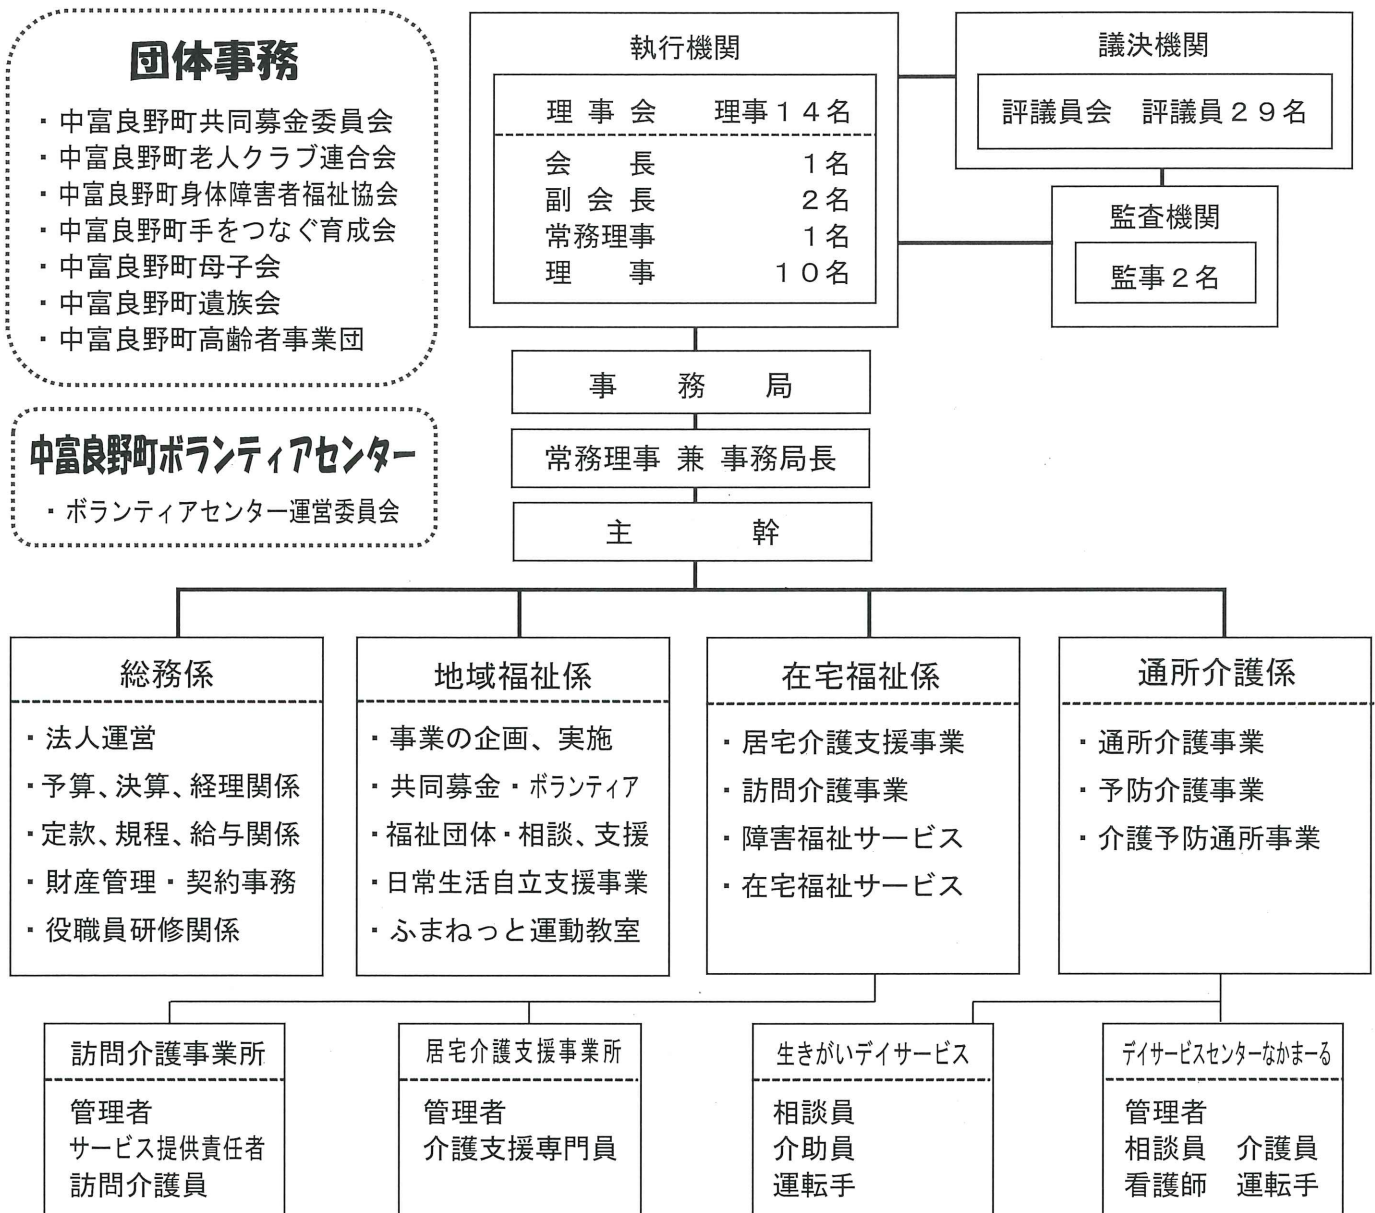 団体事務
・中富良野町共同募金委員会
・中富良野町老人クラブ連合会
・中富良野町身体障害者福祉協会
・中富良野町手をつなぐ育成会
・中富良野町母子会
・中富良野町遺族会
・中富良野町高齢者事業団
中富良野町ボランティアセンター
・ボランティアセンター運営委員会
執行機関
理事会 理事14名
会長 1名
副会長 2名
常務理事 1名
理事 10名
議決機関
評議員会 評議員29名
監査機関
監事2名
事務局
常務理事 兼 事務局長
主幹
総務係
・法人運営
・予算、決算、経理関係
・定款、規程、給与関係
・財産管理・契約事務
・役職員研修関係
地域福祉係
・事業の企画、実施
・共同募金・ボランティア
・福祉団体・相談、支援
・日常生活自立支援事業
・ふまねっと運動教室
在宅福祉係
・居宅介護支援事業
・訪問介護事業
・障害福祉サービス
・在宅福祉サービス
通所介護係
・通所介護事業
・予防介護事業
・介護予防通所事業
訪問介護事業所
管理者
サービス提供責任者
訪問介護員
居宅介護支援事業所
管理者
介護支援専門員
生きがいデイサービス
相談員
介助員
運転手
デイサービスセンターなかまーる
管理者
相談員 介護員
看護師 運転手